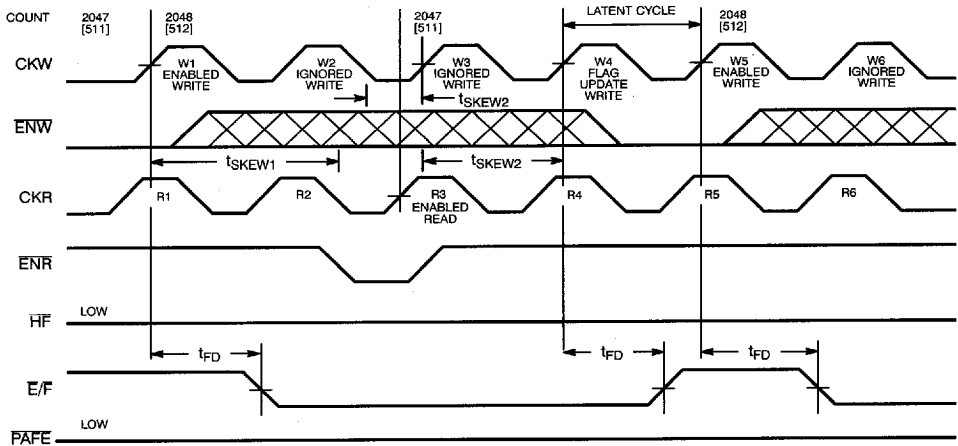 COUNT
2047
[511]
2048
[512]
2047
[511]
LATENT CYCLE
2048
[512]
CKW
W1
ENABLED
WRITE
W2
IGNORED
WRITE
W3
IGNORED
WRITE
W4
FLAG
UPDATE
WRITE
W5
ENABLED
WRITE
W6
IGNORED
WRITE
tSKEW2
ENW
tSKEW1
tSKEW2
CKR
R1
R2
R3
ENABLED
READ
R4
R5
R6
ENR
HF
LOW
tFD
tFD
tFD
E/F
PAFE
LOW